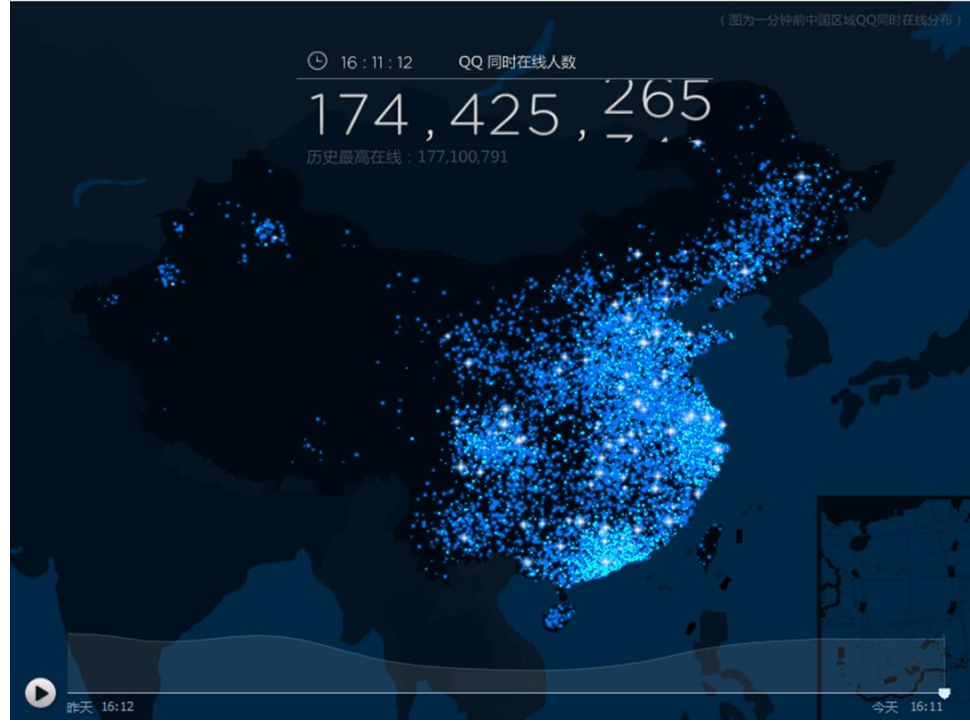 （图为一分钟前中国区域QQ同时在线分布）
16 : 11 : 12 QQ 同时在线人数
174,425,265
历史最高在线：177,100,791
昨天 16:12
今天 16:11